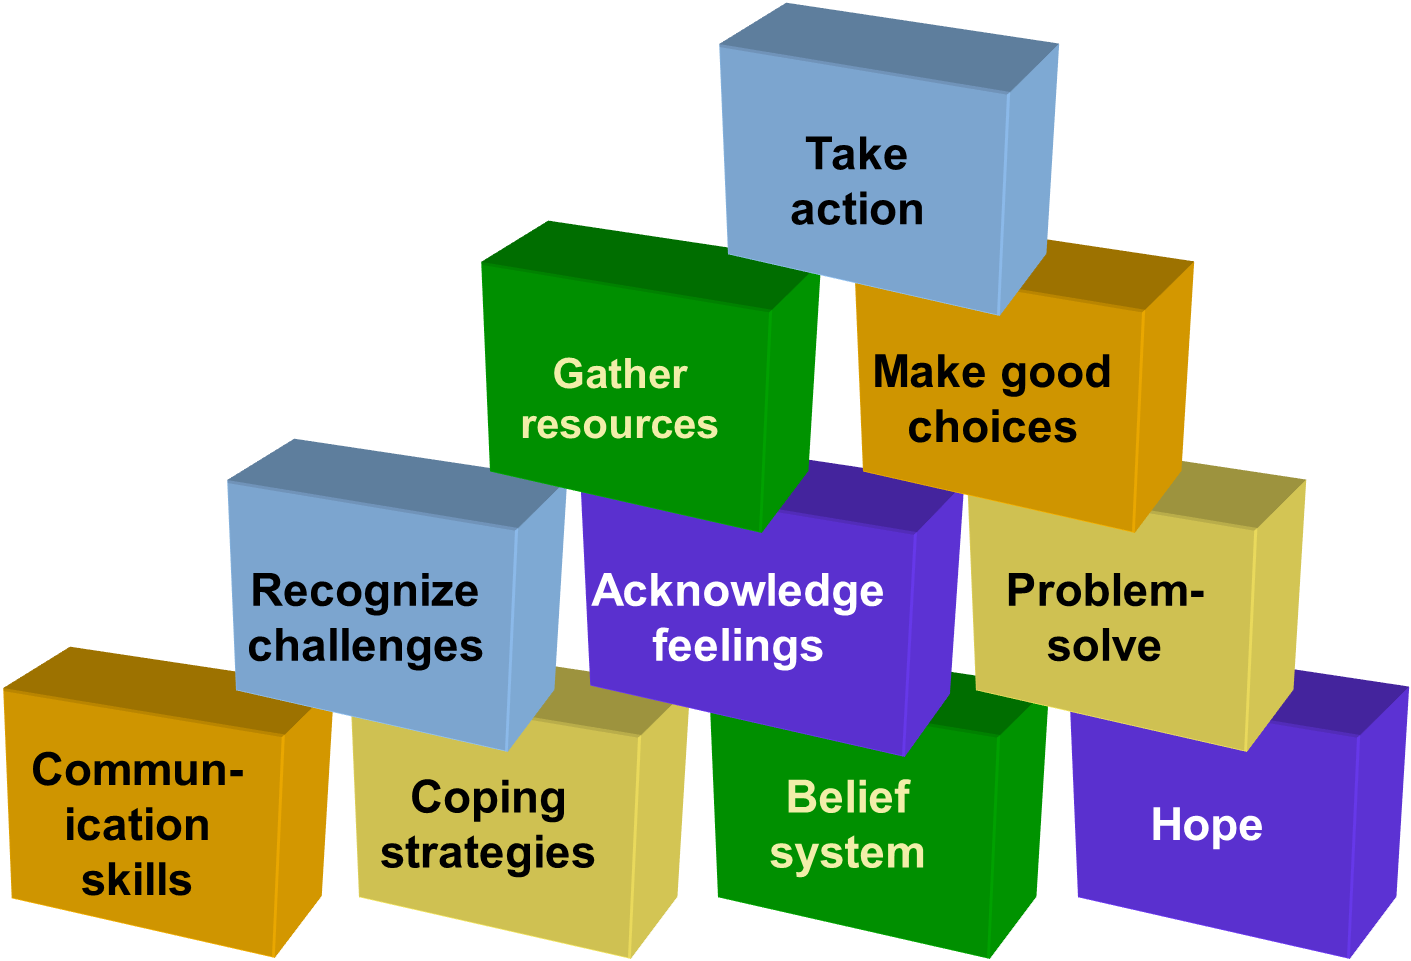 Take
action
Gather
resources
Make good
choices
Recognize
challenges
Acknowledge
feelings
Problem-
solve
Commun-
ication
skills
Coping
strategies
Belief
system
Hope